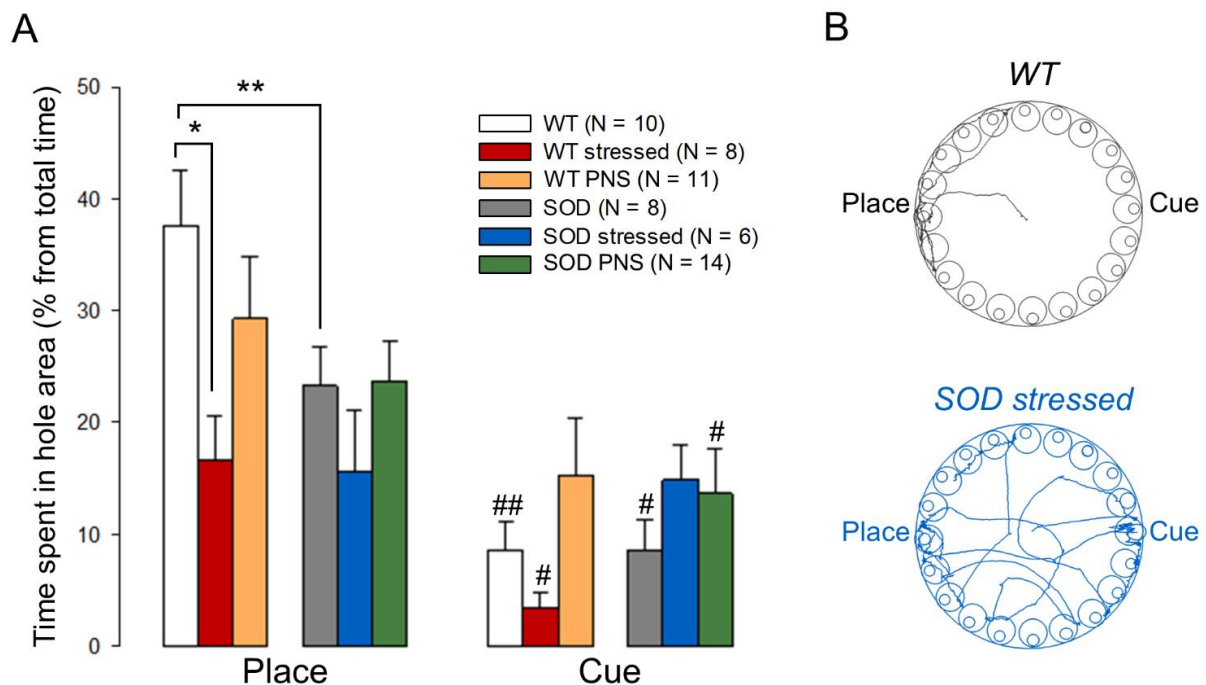 A
Time spent in hole area (% from total time)
50
40
30
20
10
0
**
*
WT (N = 10)
WT stressed (N = 8)
WT PNS (N = 11)
SOD (N = 8)
SOD stressed (N = 6)
SOD PNS (N = 14)
##
#
#
#
Place
Cue
B
WT
Place
Cue
SOD stressed
Place
Cue